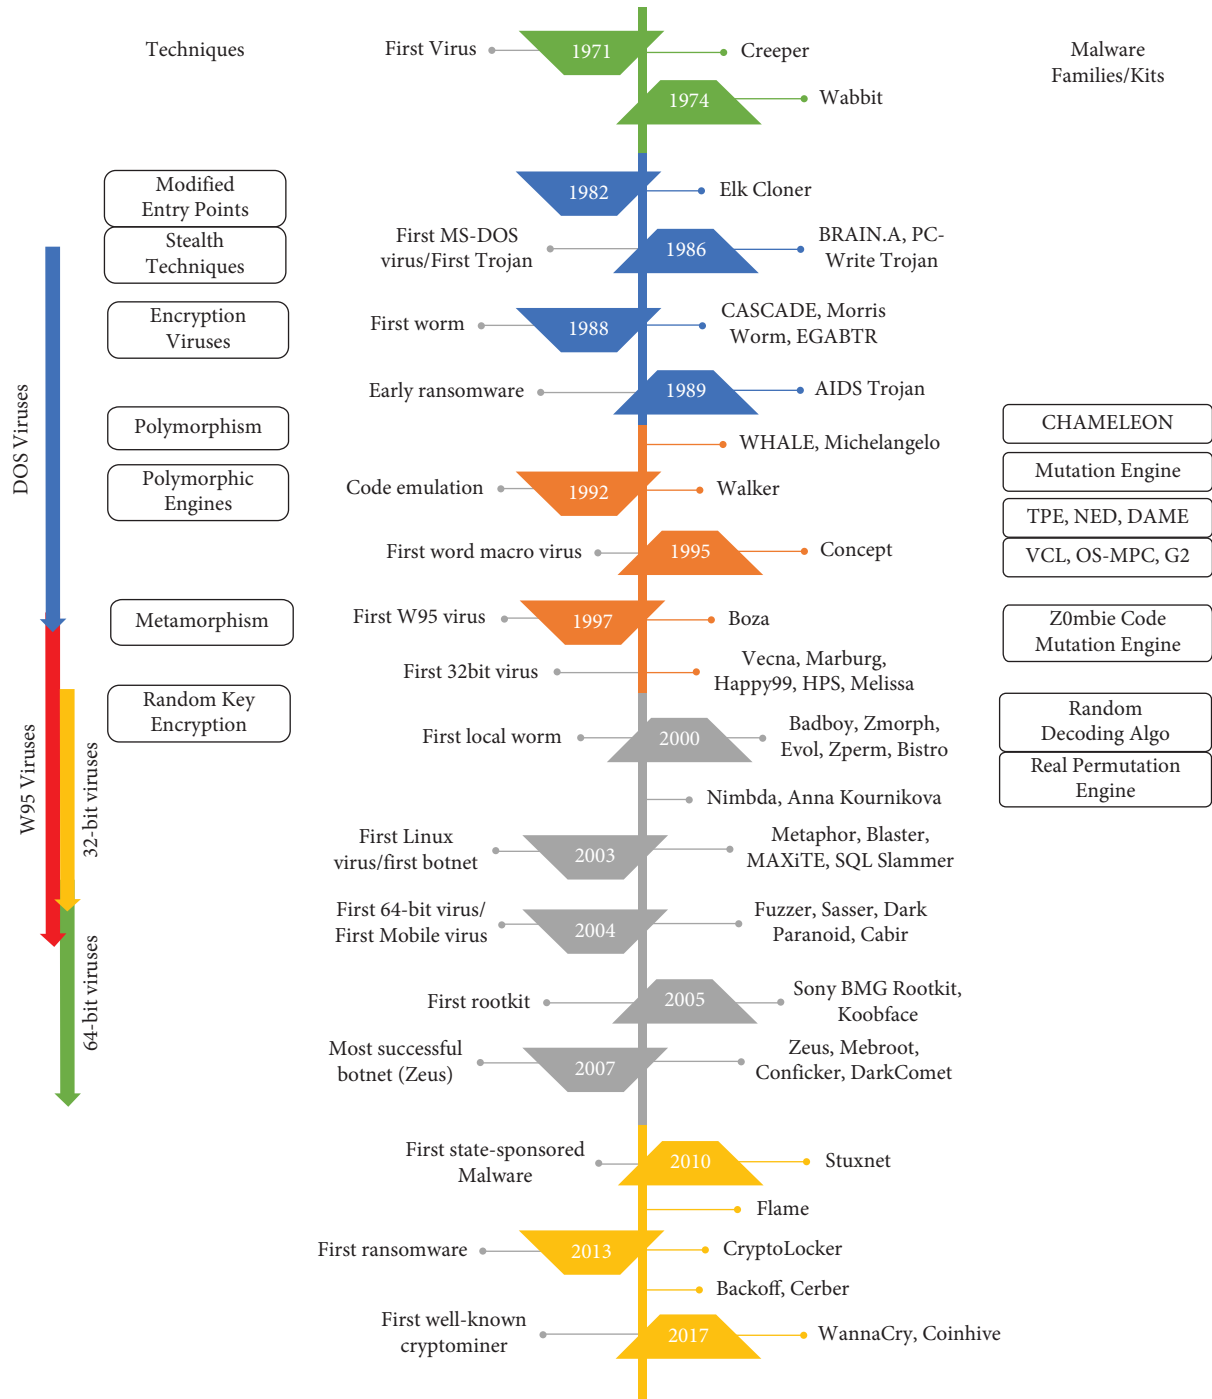 Techniques
First Virus
1971
Creeper
Malware
Families/Kits
1974
Wabbit
Modified
Entry Points
1982
Elk Cloner
Stealth
Techniques
First MS-DOS
virus/First Trojan
1986
BRAIN.A, PC-
Write Trojan
Encryption
Viruses
First worm
1988
CASCADE, Morris
Worm, EGABTR
Early ransomware
1989
AIDS Trojan
DOS Viruses
Polymorphism
WHALE, Michelangelo
CHAMELEON
Polymorphic
Engines
Code emulation
1992
Walker
Mutation Engine
TPE, NED, DAME
First word macro virus
1995
Concept
VCL, OS-MPC, G2
Metamorphism
First W95 virus
1997
Boza
Z0mbie Code
Mutation Engine
First 32bit virus
Vecna, Marburg,
Happy99, HPS, Melissa
W95 Viruses
32-bit viruses
Random Key
Encryption
First local worm
2000
Badboy, Zmorph,
Evol, Zperm, Bistro
Random
Decoding Algo
Real Permutation
Engine
Nimbda, Anna Kournikova
First Linux
virus/first botnet
2003
Metaphor, Blaster,
MAXiTE, SQL Slammer
64-bit viruses
First 64-bit virus/
First Mobile virus
2004
Fuzzer, Sasser, Dark
Paranoid, Cabir
First rootkit
2005
Sony BMG Rootkit,
Koobface
Most successful
botnet (Zeus)
2007
Zeus, Mebroot,
Conficker, DarkComet
First state-sponsored
Malware
2010
Stuxnet
Flame
First ransomware
2013
CryptoLocker
Backoff, Cerber
First well-known
cryptominer
2017
WannaCry, Coinhive